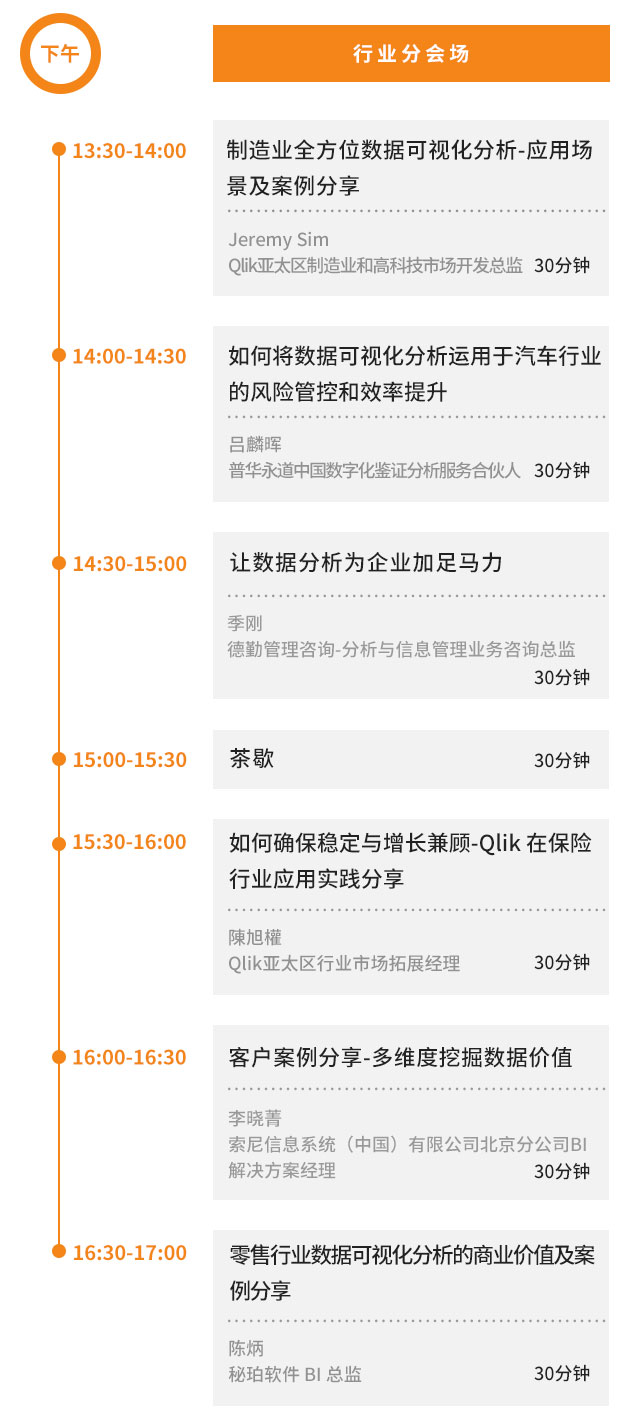 下午
行业分会场
13:30-14:00
制造业全方位数据可视化分析-应用场
景及案例分享
Jeremy Sim
Qlik亚太区制造业和高科技市场开发总监 30分钟
14:00-14:30
如何将数据可视化分析运用于汽车行业
的风险管控和效率提升
吕麟晖
普华永道中国数字化鉴证分析服务合伙人 30分钟
14:30-15:00
让数据分析为企业加足马力
季刚
德勤管理咨询-分析与信息管理业务咨询总监
30分钟
15:00-15:30
茶歇 30分钟
15:30-16:00
如何确保稳定与增长兼顾-Qlik 在保险
行业应用实践分享
陳旭權
Qlik亚太区行业市场拓展经理 30分钟
16:00-16:30
客户案例分享-多维度挖掘数据价值
李晓菁
索尼信息系统（中国）有限公司北京分公司BI
解决方案经理 30分钟
16:30-17:00
零售行业数据可视化分析的商业价值及案
例分享
陈炳
秘珀软件 BI 总监 30分钟